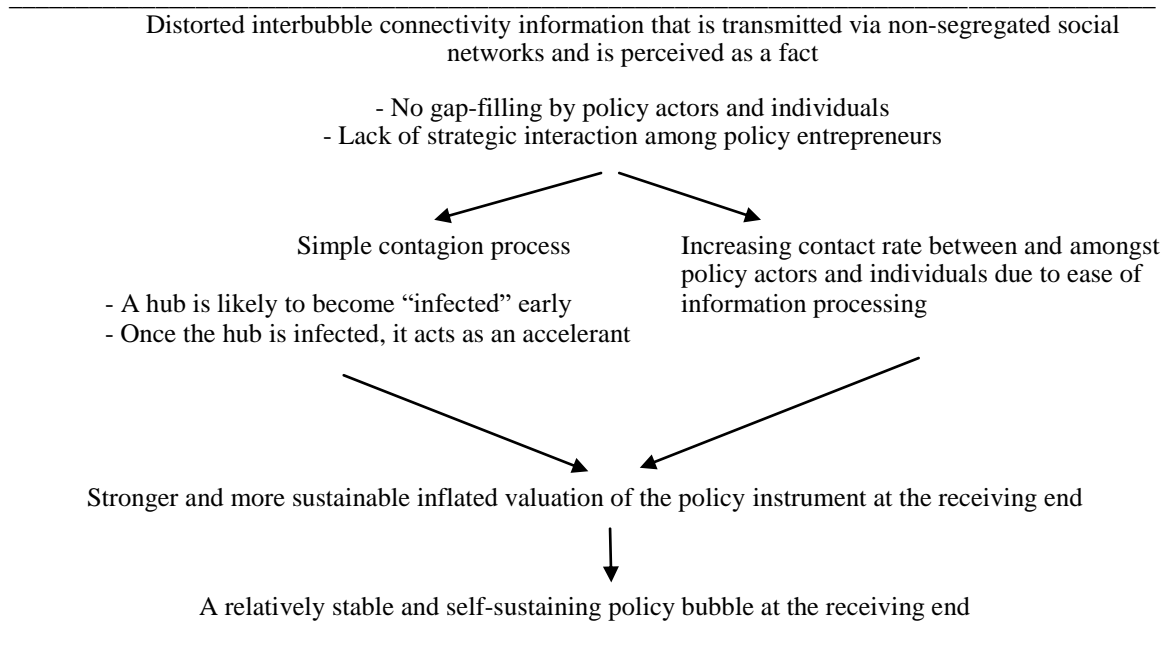 Distorted interbubble connectivity information that is transmitted via non-segregated social
networks and is perceived as a fact
- No gap-filling by policy actors and individuals
- Lack of strategic interaction among policy entrepreneurs
Simple contagion process
- A hub is likely to become “infected” early
- Once the hub is infected, it acts as an accelerant
Increasing contact rate between and amongst
policy actors and individuals due to ease of
information processing
Stronger and more sustainable inflated valuation of the policy instrument at the receiving end
A relatively stable and self-sustaining policy bubble at the receiving end